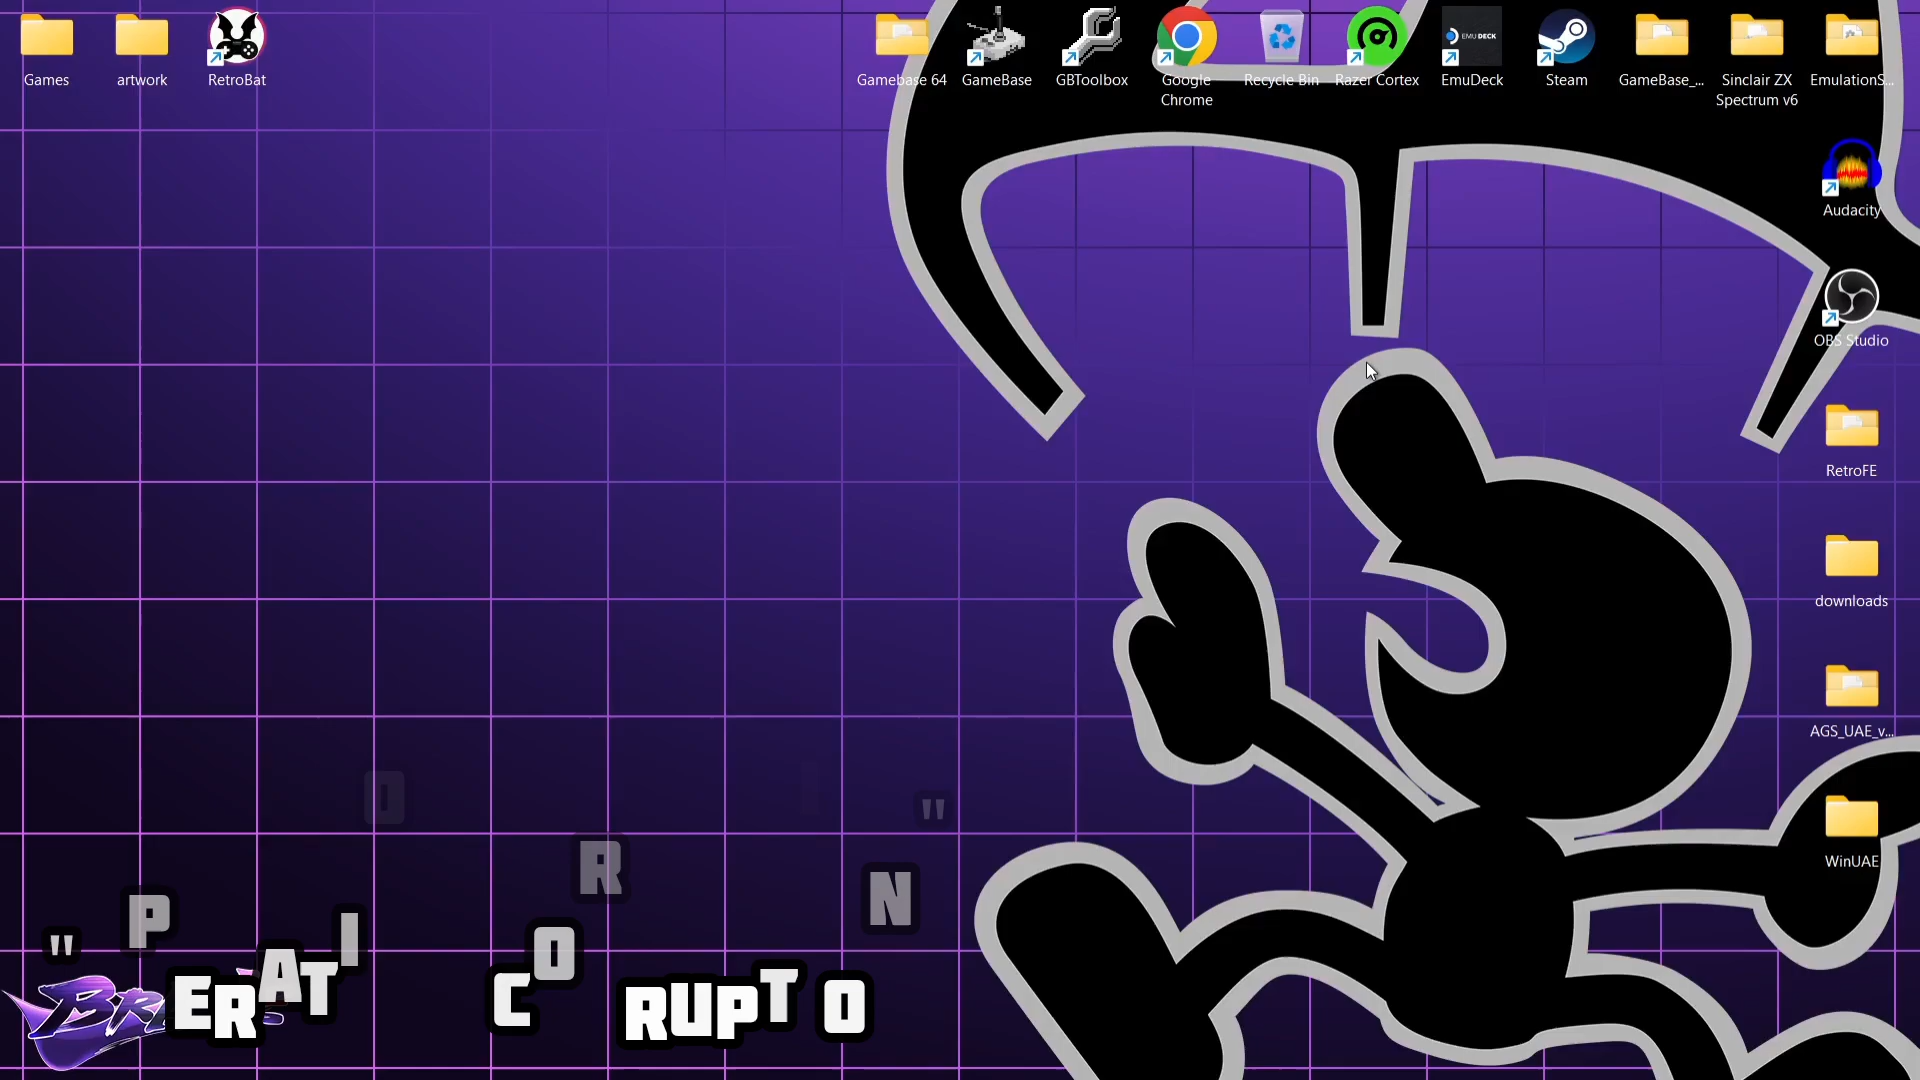 Games
artwork
RetroBat
Gamebase 64
GameBase
GBToolbox
Google
Chrome
Recycle Bin
Razer Cortex
EMUDECK
EmuDeck
Steam
GameBase_...
Sinclair ZX
Spectrum v6
EmulationS...
Audacity
OBS Studio
RetroFE
downloads
AGS_UAE_v...
WinUAE
" P ERATI O C O R RUPT O N "